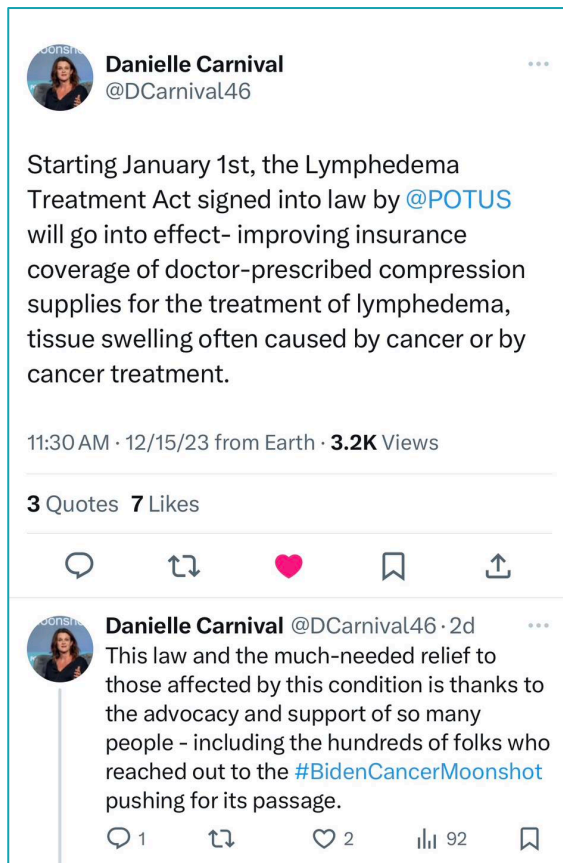 oonsh
Danielle Carnival
@DCarnival46
Starting January 1st, the Lymphedema
Treatment Act signed into law by @POTUS
will go into effect- improving insurance
coverage of doctor-prescribed compression
supplies for the treatment of lymphedema,
tissue swelling often caused by cancer or by
cancer treatment.
11:30 AM · 12/15/23 from Earth · 3.2K Views
3 Quotes 7 Likes
oonsh
Danielle Carnival @DCarnival46 · 2d
This law and the much-needed relief to
those affected by this condition is thanks to
the advocacy and support of so many
people - including the hundreds of folks who
reached out to the #BidenCancerMoonshot
pushing for its passage.
1 2 92